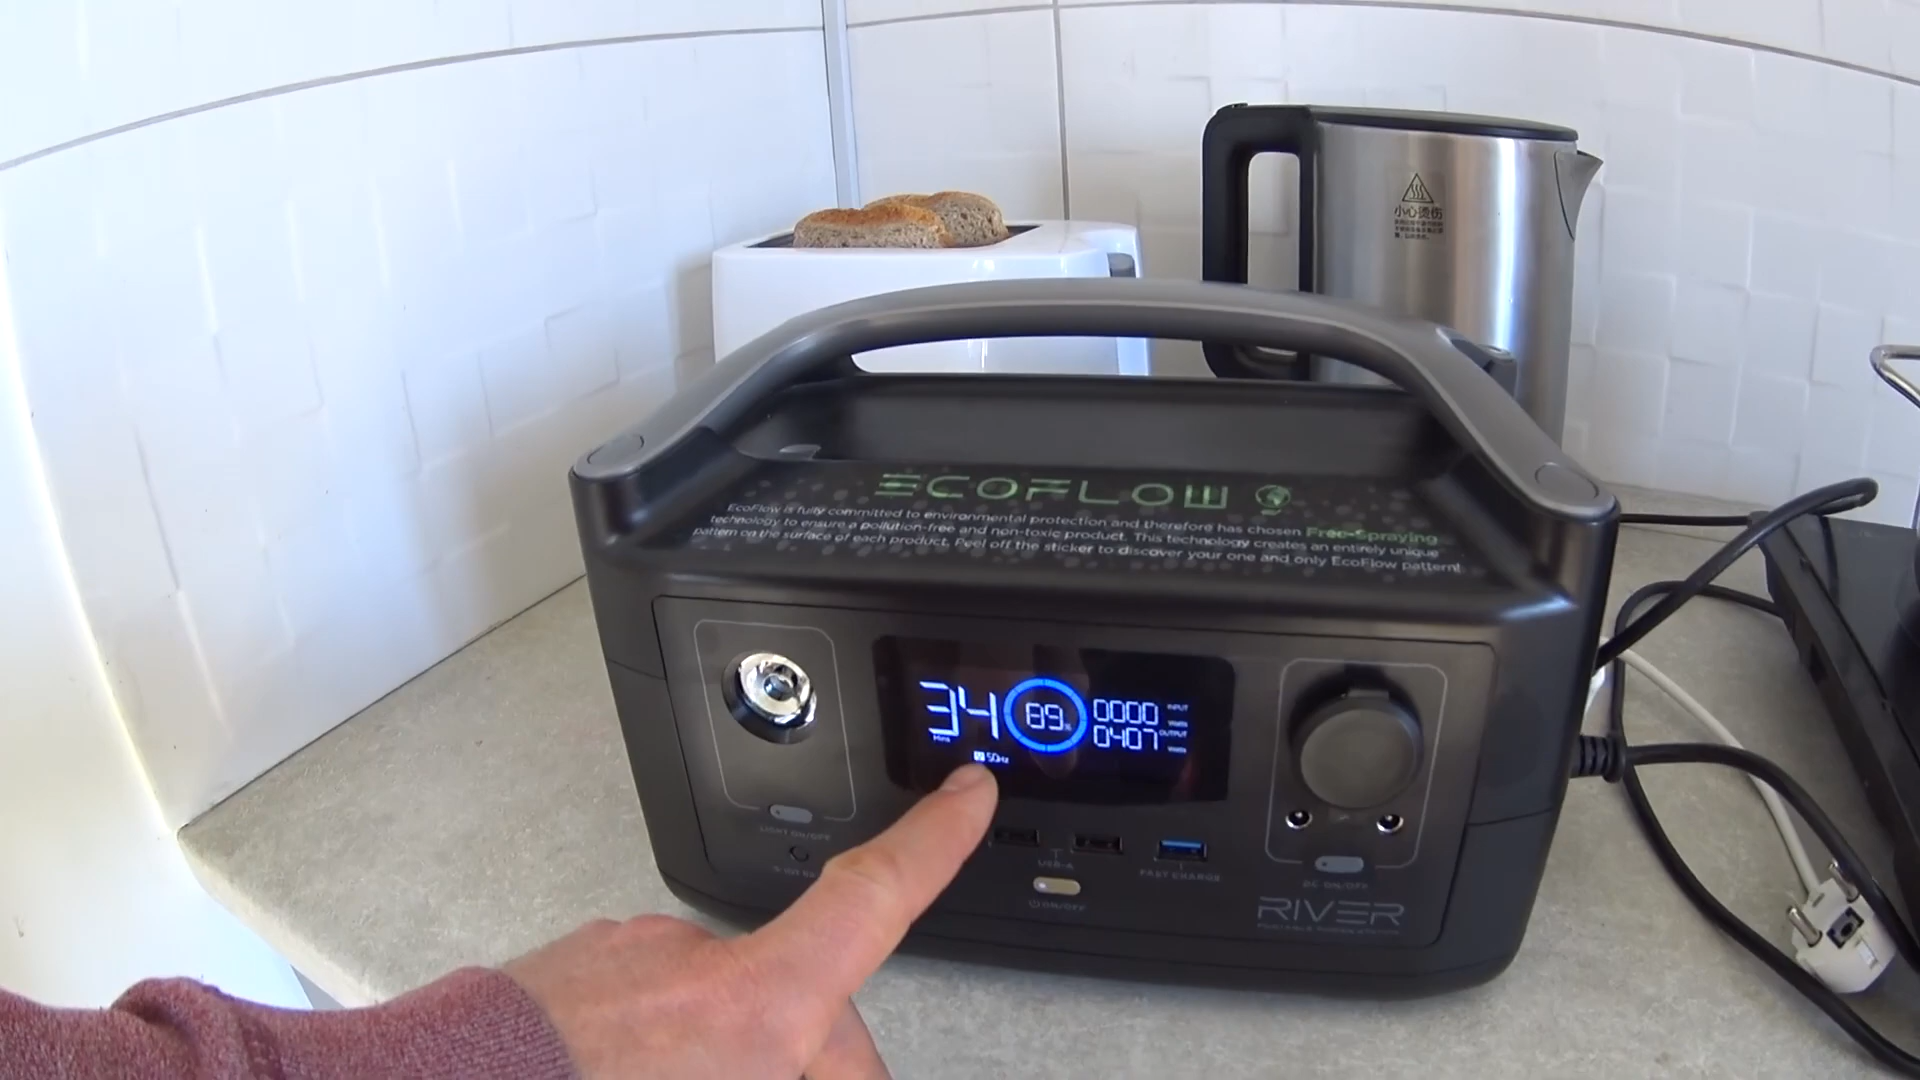 小心烫伤
ECOFLOW
EcoFlow is fully committed to environmental protection and therefore has chosen Free-Spraying
technology to ensure a pollution-free and non-toxic product. This technology creates an entirely unique
pattern on the surface of each product. Peel off the sticker to discover your one and only EcoFlow pattern!
34
Mins
89%
0000 INPUT Watts
0407 OUTPUT Watts
50Hz
LIGHT ON/OFF
USB-A
FAST CHARGE
ON/OFF
DC ON/OFF
RIVER